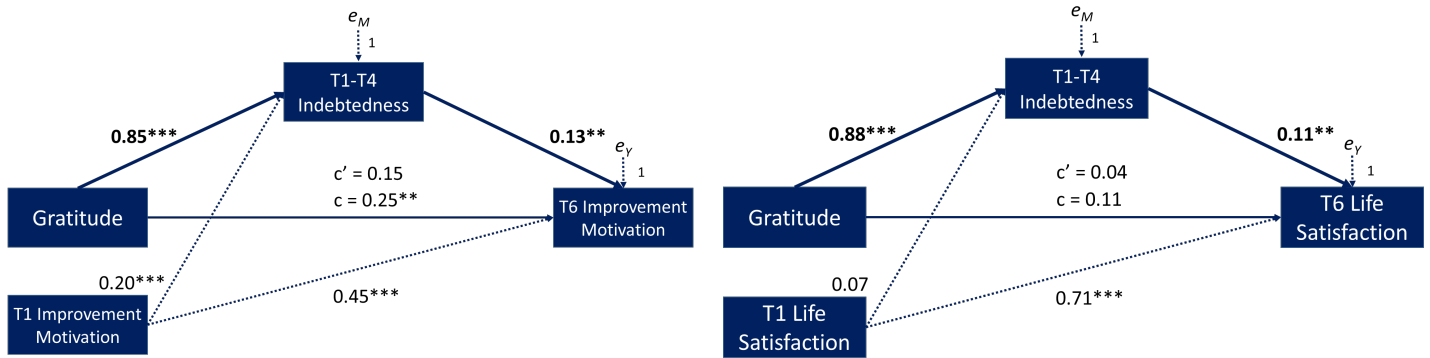 e_M
1
T1-T4
Indebtedness
0.85***
0.13**
e_Y
1
c’ = 0.15
c = 0.25**
Gratitude
T6 Improvement
Motivation
0.20***
0.45***
T1 Improvement
Motivation
e_M
1
T1-T4
Indebtedness
0.88***
0.11**
e_Y
1
c’ = 0.04
c = 0.11
Gratitude
T6 Life
Satisfaction
0.07
0.71***
T1 Life
Satisfaction